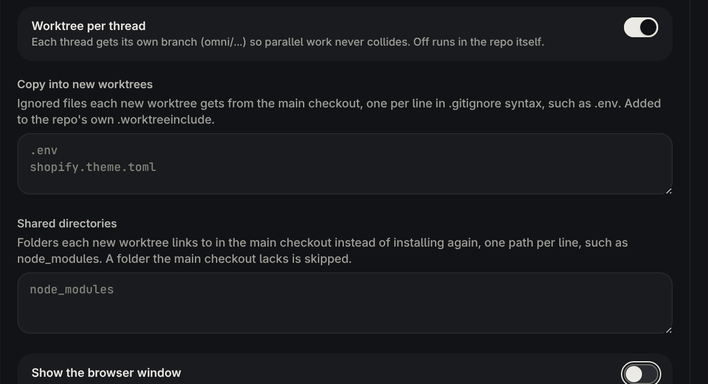 Worktree per thread
Each thread gets its own branch (omni/...) so parallel work never collides. Off runs in the repo itself.
Copy into new worktrees
Ignored files each new worktree gets from the main checkout, one per line in .gitignore syntax, such as .env. Added
to the repo's own .worktreeinclude.
.env
shopify.theme.toml
Shared directories
Folders each new worktree links to in the main checkout instead of installing again, one path per line, such as
node_modules. A folder the main checkout lacks is skipped.
node_modules
Show the browser window